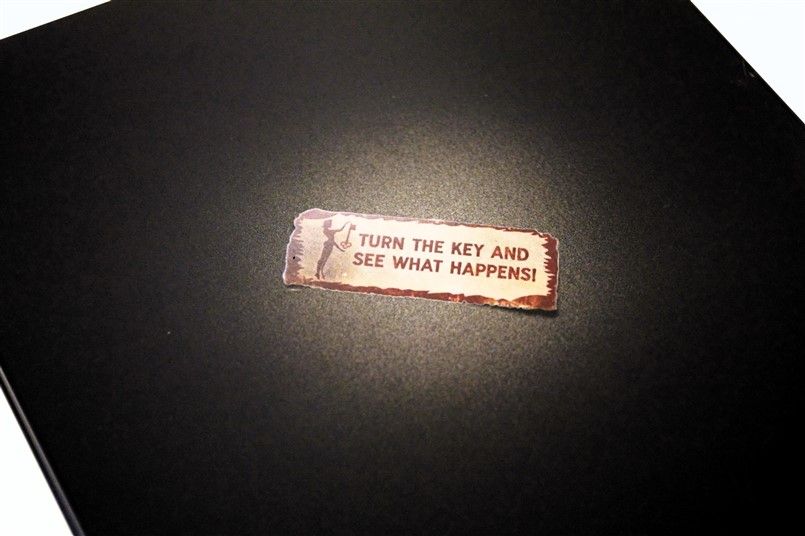 TURN THE KEY AND
SEE WHAT HAPPENS!